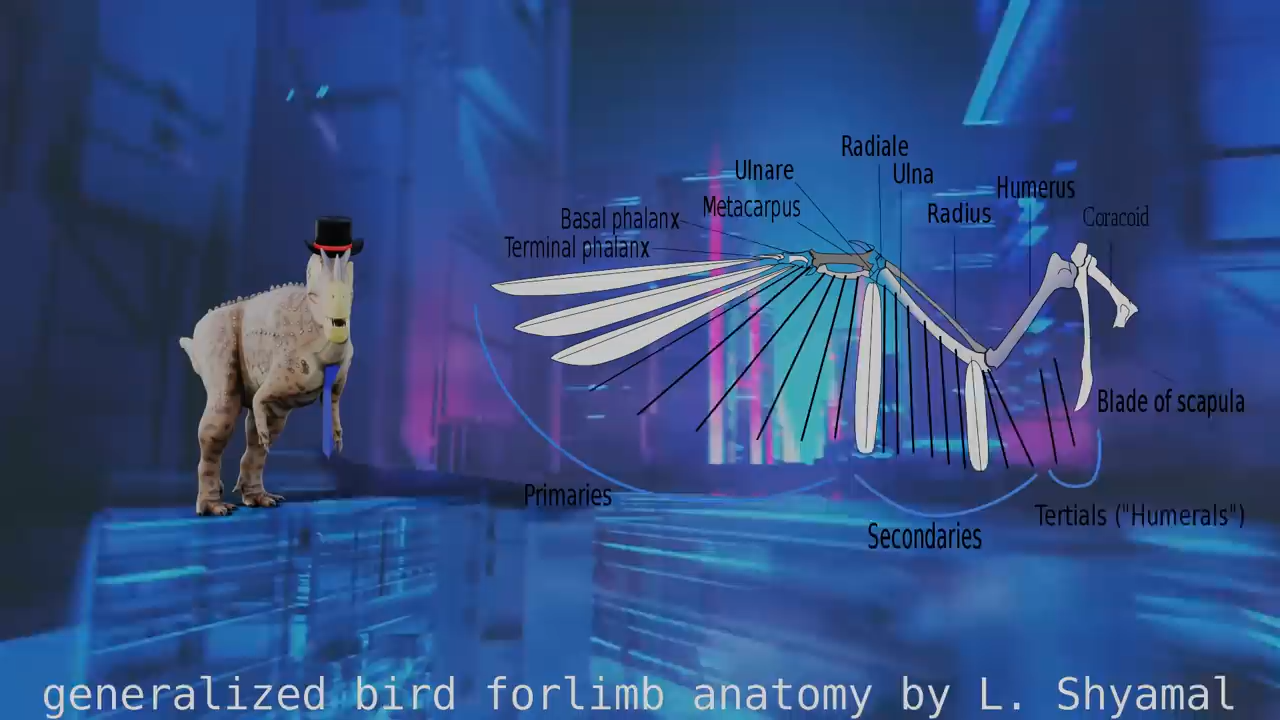 Radiale
Ulnare
Ulna
Humerus
Metacarpus
Radius
Coracoid
Basal phalanx
Terminal phalanx
Blade of scapula
Primaries
Tertials ("Humerals")
Secondaries
generalized bird forlimb anatomy by L. Shyamal